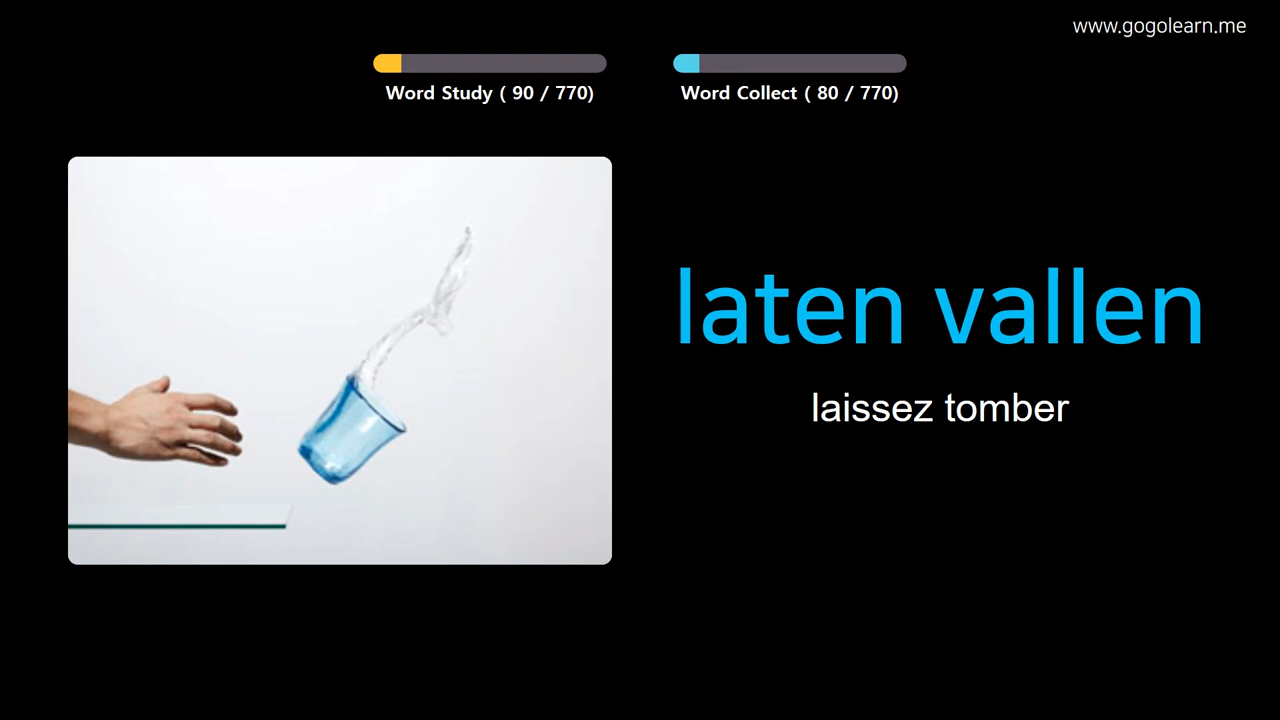 www.gogolearn.me
Word Study ( 90 / 770)
Word Collect ( 80 / 770)
laten vallen
laissez tomber